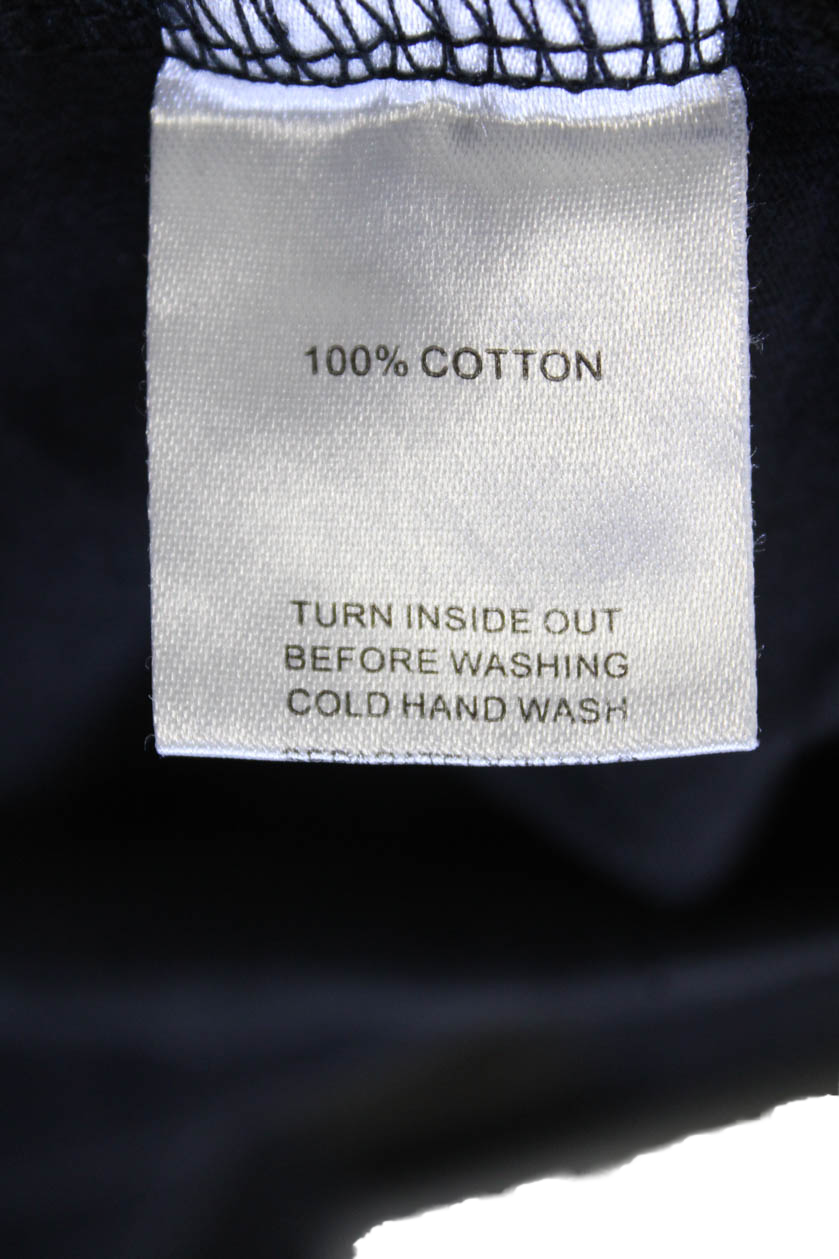 100% COTTON
TURN INSIDE OUT
BEFORE WASHING
COLD HAND WASH